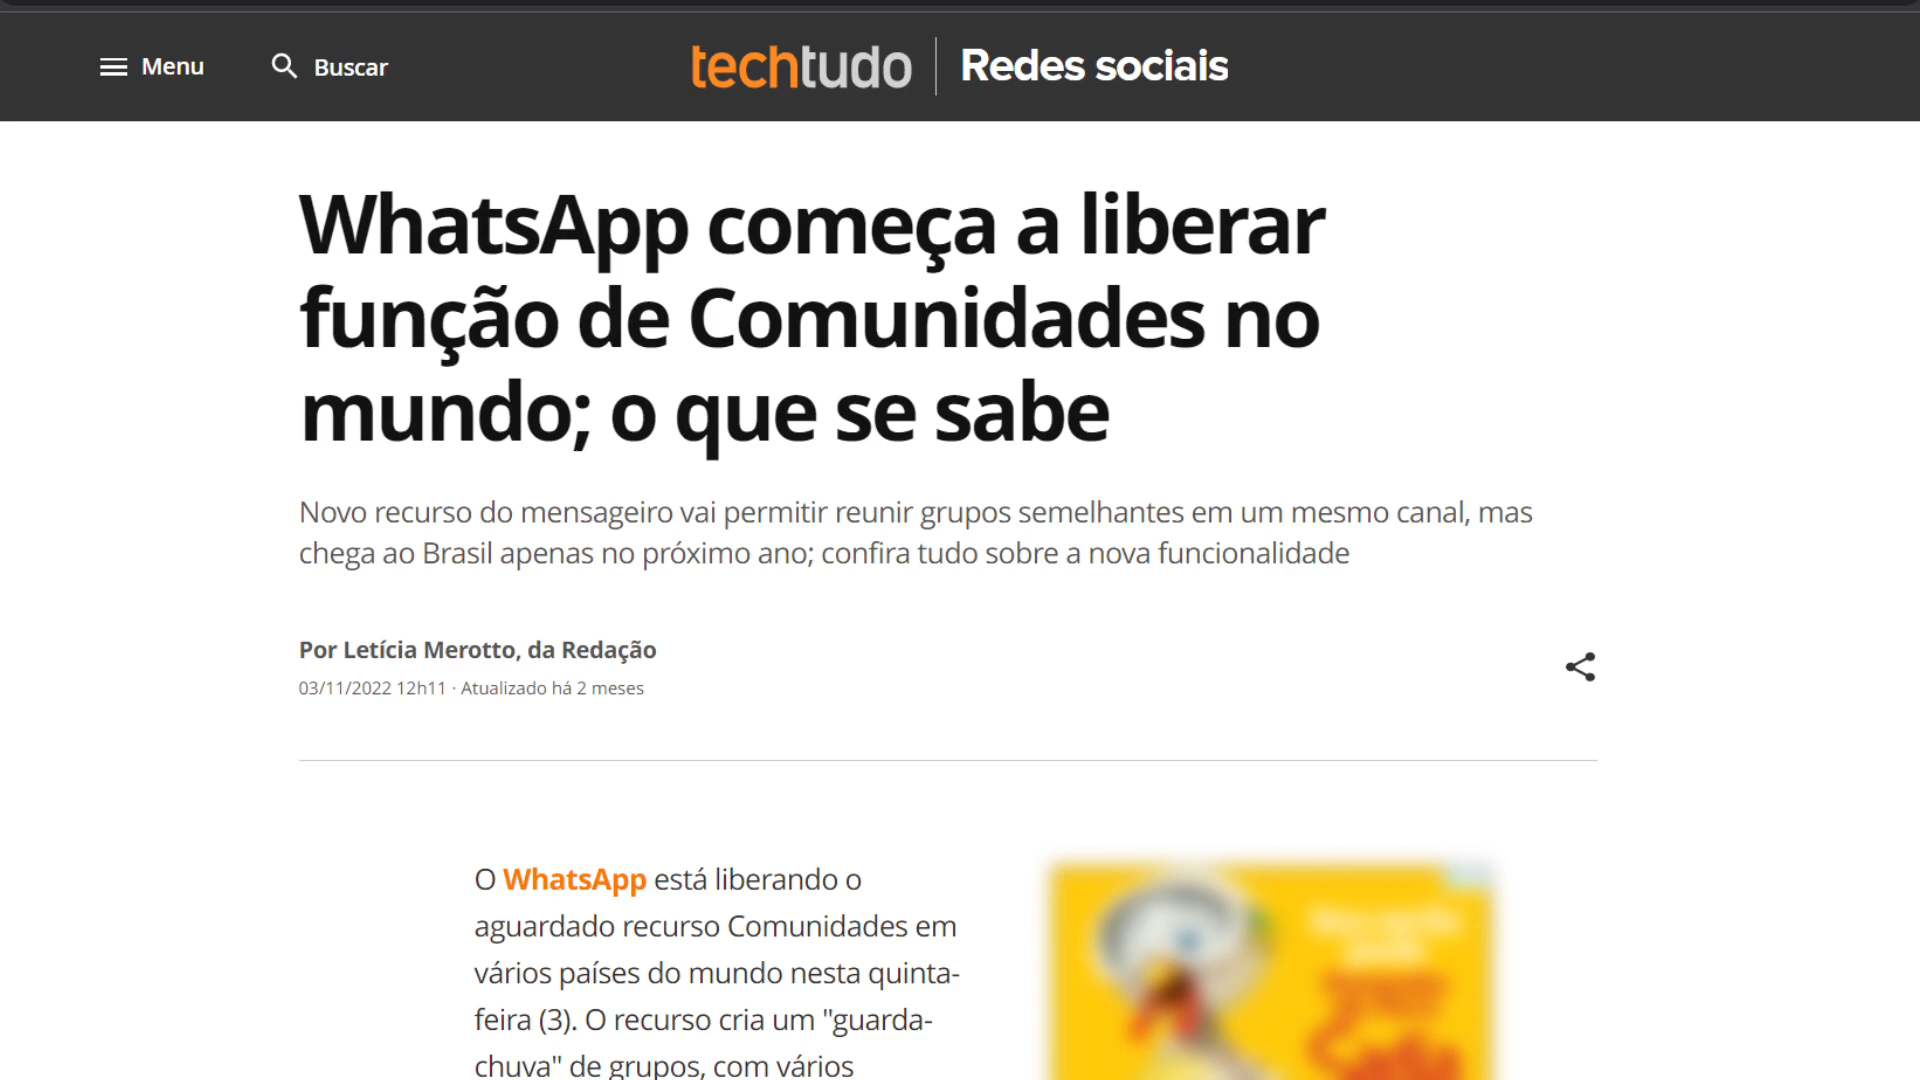 Menu
Buscar
techtudo
Redes sociais
WhatsApp começa a liberar
função de Comunidades no
mundo; o que se sabe
Novo recurso do mensageiro vai permitir reunir grupos semelhantes em um mesmo canal, mas
chega ao Brasil apenas no próximo ano; confira tudo sobre a nova funcionalidade
Por Letícia Merotto, da Redação
03/11/2022 12h11 · Atualizado há 2 meses
O WhatsApp está liberando o
aguardado recurso Comunidades em
vários países do mundo nesta quinta-
feira (3). O recurso cria um "guarda-
chuva" de grupos, com vários